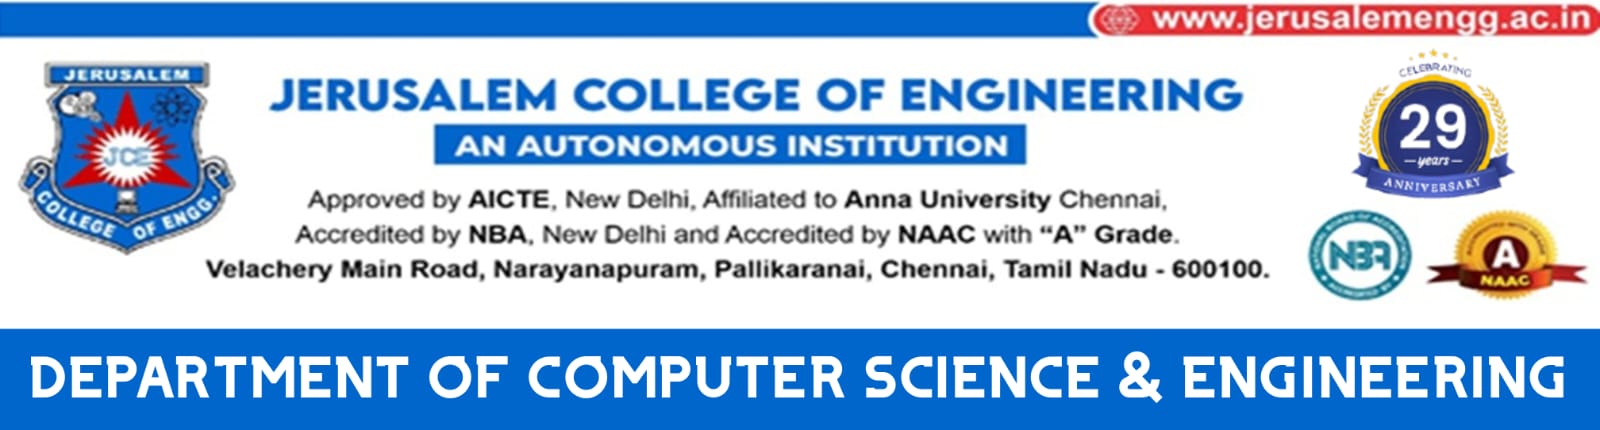 www.jerusalemengg.ac.in
JERUSALEM
JCE
COLLEGE OF ENGG.
JERUSALEM COLLEGE OF ENGINEERING
AN AUTONOMOUS INSTITUTION
Approved by AICTE, New Delhi, Affiliated to Anna University Chennai,
Accredited by NBA, New Delhi and Accredited by NAAC with “A” Grade.
Velachery Main Road, Narayanapuram, Pallikaranai, Chennai, Tamil Nadu - 600100.
CELEBRATING
29
years
ANNIVERSARY
NBA
A
NAAC
DEPARTMENT OF COMPUTER SCIENCE & ENGINEERING